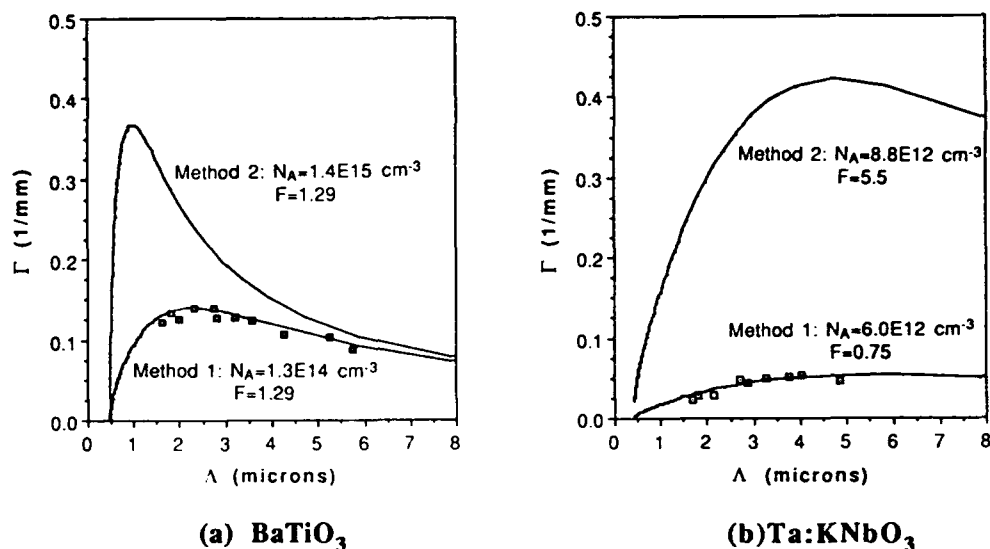 0.5
0.4
0.3
0.2
0.1
0.0
Γ (1/mm)
Method 2: NA=1.4E15 cm-3
F=1.29
Method 1: NA=1.3E14 cm-3
F=1.29
0 1 2 3 4 5 6 7 8
Λ (microns)
(a) BaTiO3
0.5
0.4
0.3
0.2
0.1
0.0
Γ (1/mm)
Method 2: NA=8.8E12 cm-3
F=5.5
Method 1: NA=6.0E12 cm-3
F=0.75
0 1 2 3 4 5 6 7 8
Λ (microns)
(b)Ta:KNbO3